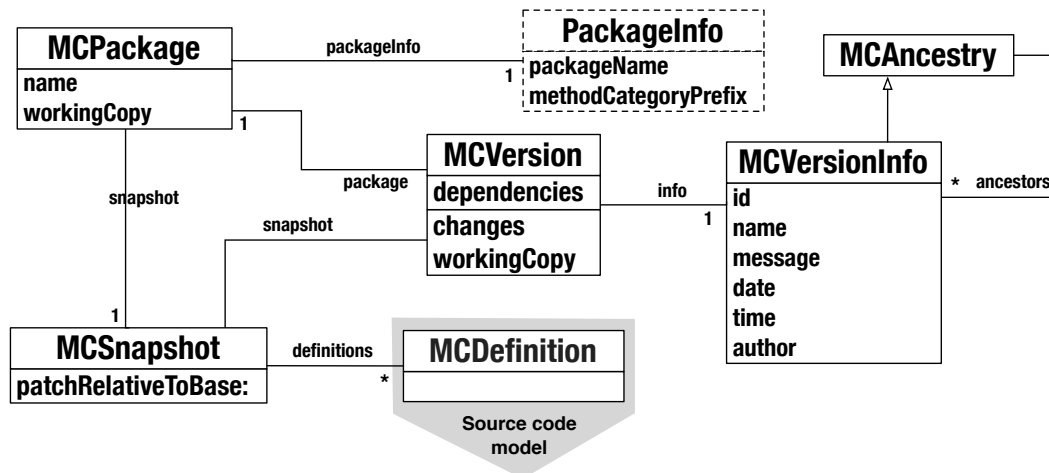 MCPackage
name
workingCopy
packageInfo
1
PackageInfo
packageName
methodCategoryPrefix
MCAncestry
1
package
snapshot
MCVersion
dependencies
changes
workingCopy
info
1
MCVersionInfo
id
name
message
date
time
author
* ancestors
snapshot
1
MCSnapshot
patchRelativeToBase:
definitions
*
MCDefinition
Source code
model